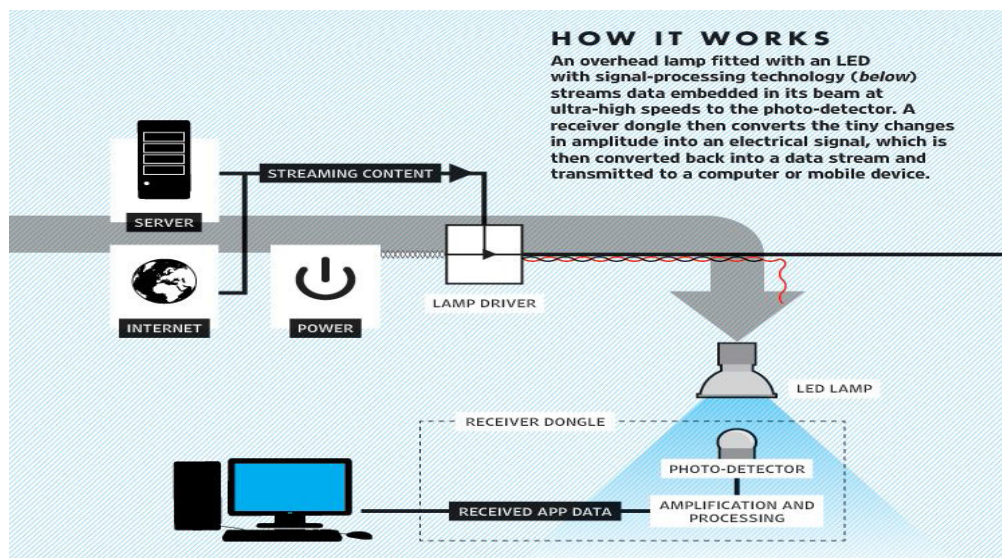 HOW IT WORKS
An overhead lamp fitted with an LED
with signal-processing technology (below)
streams data embedded in its beam at
ultra-high speeds to the photo-detector. A
receiver dongle then converts the tiny changes
in amplitude into an electrical signal, which is
then converted back into a data stream and
transmitted to a computer or mobile device.
STREAMING CONTENT
SERVER
INTERNET
POWER
LAMP DRIVER
LED LAMP
RECEIVER DONGLE
PHOTO-DETECTOR
RECEIVED APP DATA
AMPLIFICATION AND
PROCESSING